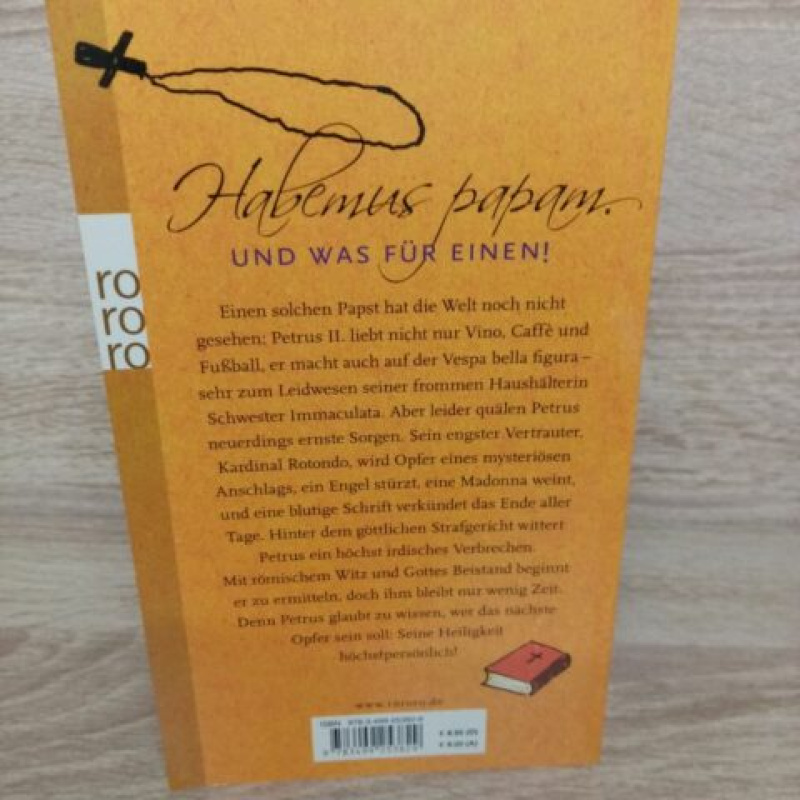 Habemus papam.
UND WAS FÜR EINEN!
ro
ro
ro
Einen solchen Papst hat die Welt noch nicht
gesehen: Petrus II. liebt nicht nur Vino, Caffè und
Fußball, er macht auch auf der Vespa bella figura –
sehr zum Leidwesen seiner frommen Haushälterin
Schwester Immaculata. Aber leider quälen Petrus
neuerdings ernste Sorgen. Sein engster Vertrauter,
Kardinal Rotondo, wird Opfer eines mysteriösen
Anschlags, ein Engel stürzt, eine Madonna weint,
und eine blutige Schrift verkündet das Ende aller
Tage. Hinter dem göttlichen Strafgericht wittert
Petrus ein höchst irdisches Verbrechen.
Mit römischem Witz und Gottes Beistand beginnt
er zu ermitteln, doch ihm bleibt nur wenig Zeit.
Denn Petrus glaubt zu wissen, wer das nächste
Opfer sein soll: Seine Heiligkeit
höchstpersönlich!
www.rororo.de
ISBN